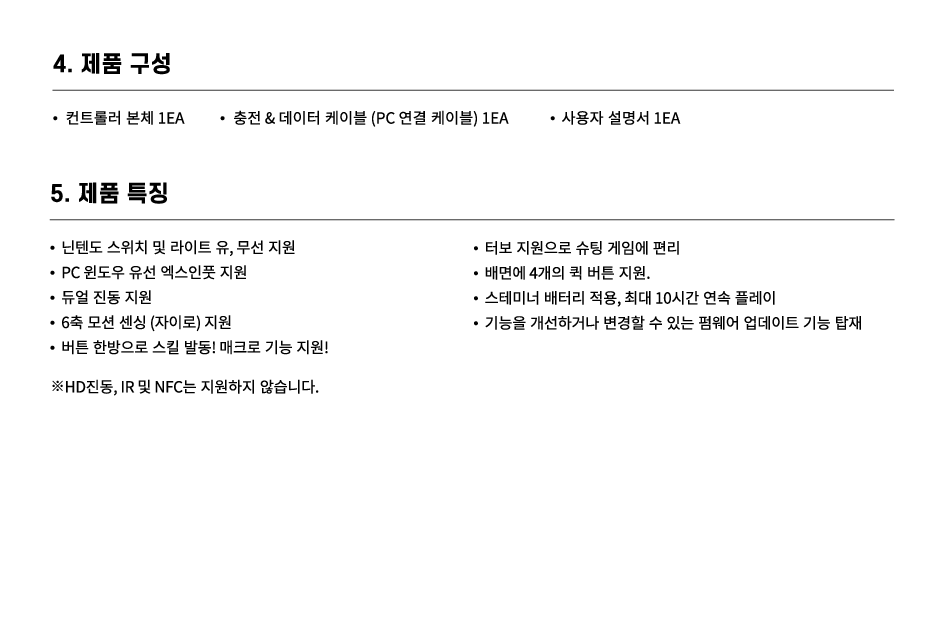 4. 제품 구성
• 컨트롤러 본체 1EA • 충전 & 데이터 케이블 (PC 연결 케이블) 1EA • 사용자 설명서 1EA
5. 제품 특징
• 닌텐도 스위치 및 라이트 유, 무선 지원
• PC 윈도우 유선 엑스인풋 지원
• 듀얼 진동 지원
• 6축 모션 센싱 (자이로) 지원
• 버튼 한방으로 스킬 발동! 매크로 기능 지원!
※HD진동, IR 및 NFC는 지원하지 않습니다.
• 터보 지원으로 슈팅 게임에 편리
• 배면에 4개의 퀵 버튼 지원.
• 스테미너 배터리 적용, 최대 10시간 연속 플레이
• 기능을 개선하거나 변경할 수 있는 펌웨어 업데이트 기능 탑재